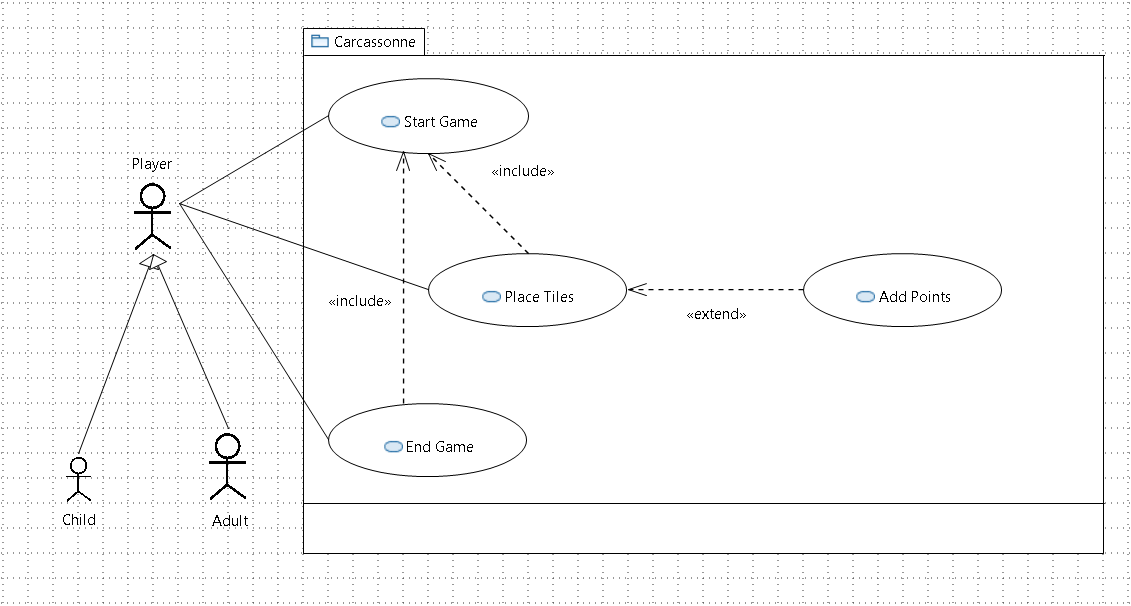 Carcassonne
Start Game
Player
«include»
Place Tiles
Add Points
«include»
«extend»
End Game
Child
Adult